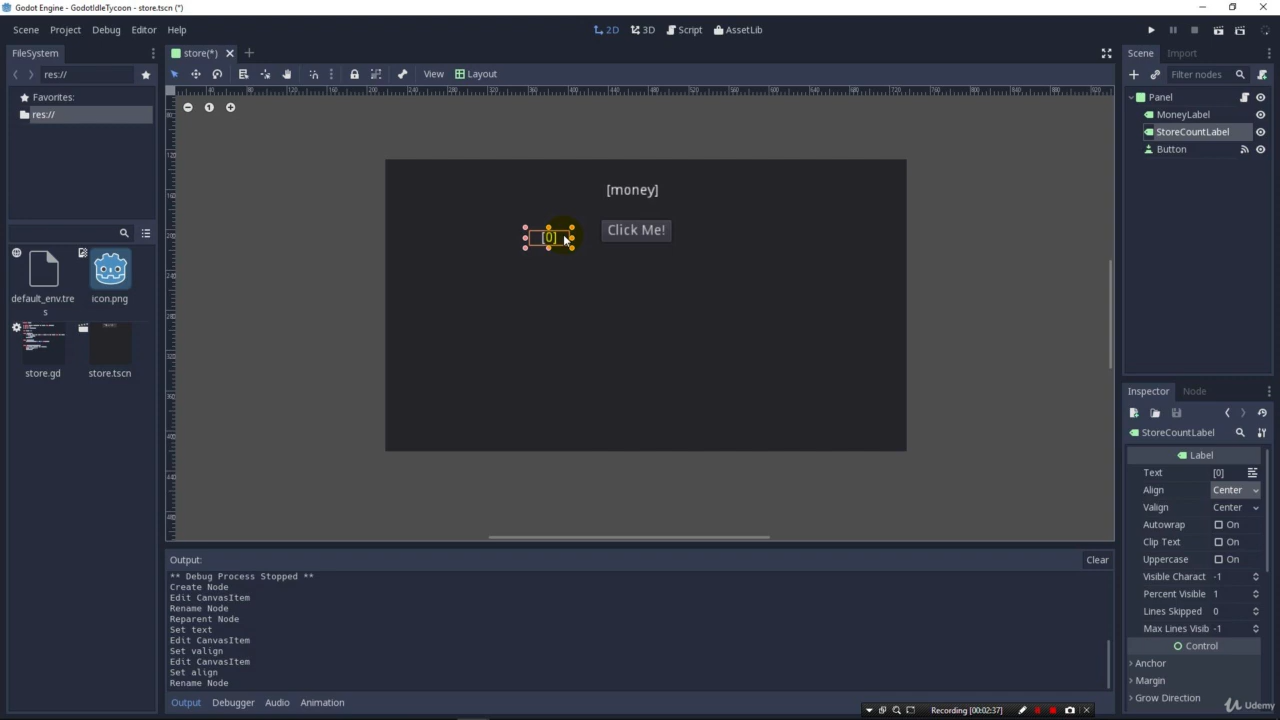 Godot Engine - GodotIdleTycoon - store.tscn (*)
Scene Project Debug Editor Help
2D 3D Script AssetLib
FileSystem
store(*)
Scene Import
res://
View Layout
Filter nodes
Favorites:
res://
Panel
MoneyLabel
StoreCountLabel
Button
[money]
[0]
Click Me!
default_env.tre
s
icon.png
store.gd
store.tscn
Inspector Node
StoreCountLabel
Label
Text [0]
Align Center
Valign Center
Autowrap On
Clip Text On
Uppercase On
Visible Charact -1
Percent Visible 1
Lines Skipped 0
Max Lines Visib -1
Control
Anchor
Margin
Grow Direction
Output:
Clear
** Debug Process Stopped **
Create Node
Edit CanvasItem
Rename Node
Reparent Node
Set text
Edit CanvasItem
Set valign
Edit CanvasItem
Set align
Rename Node
Output Debugger Audio Animation
Recording [00:02:37]
Udemy